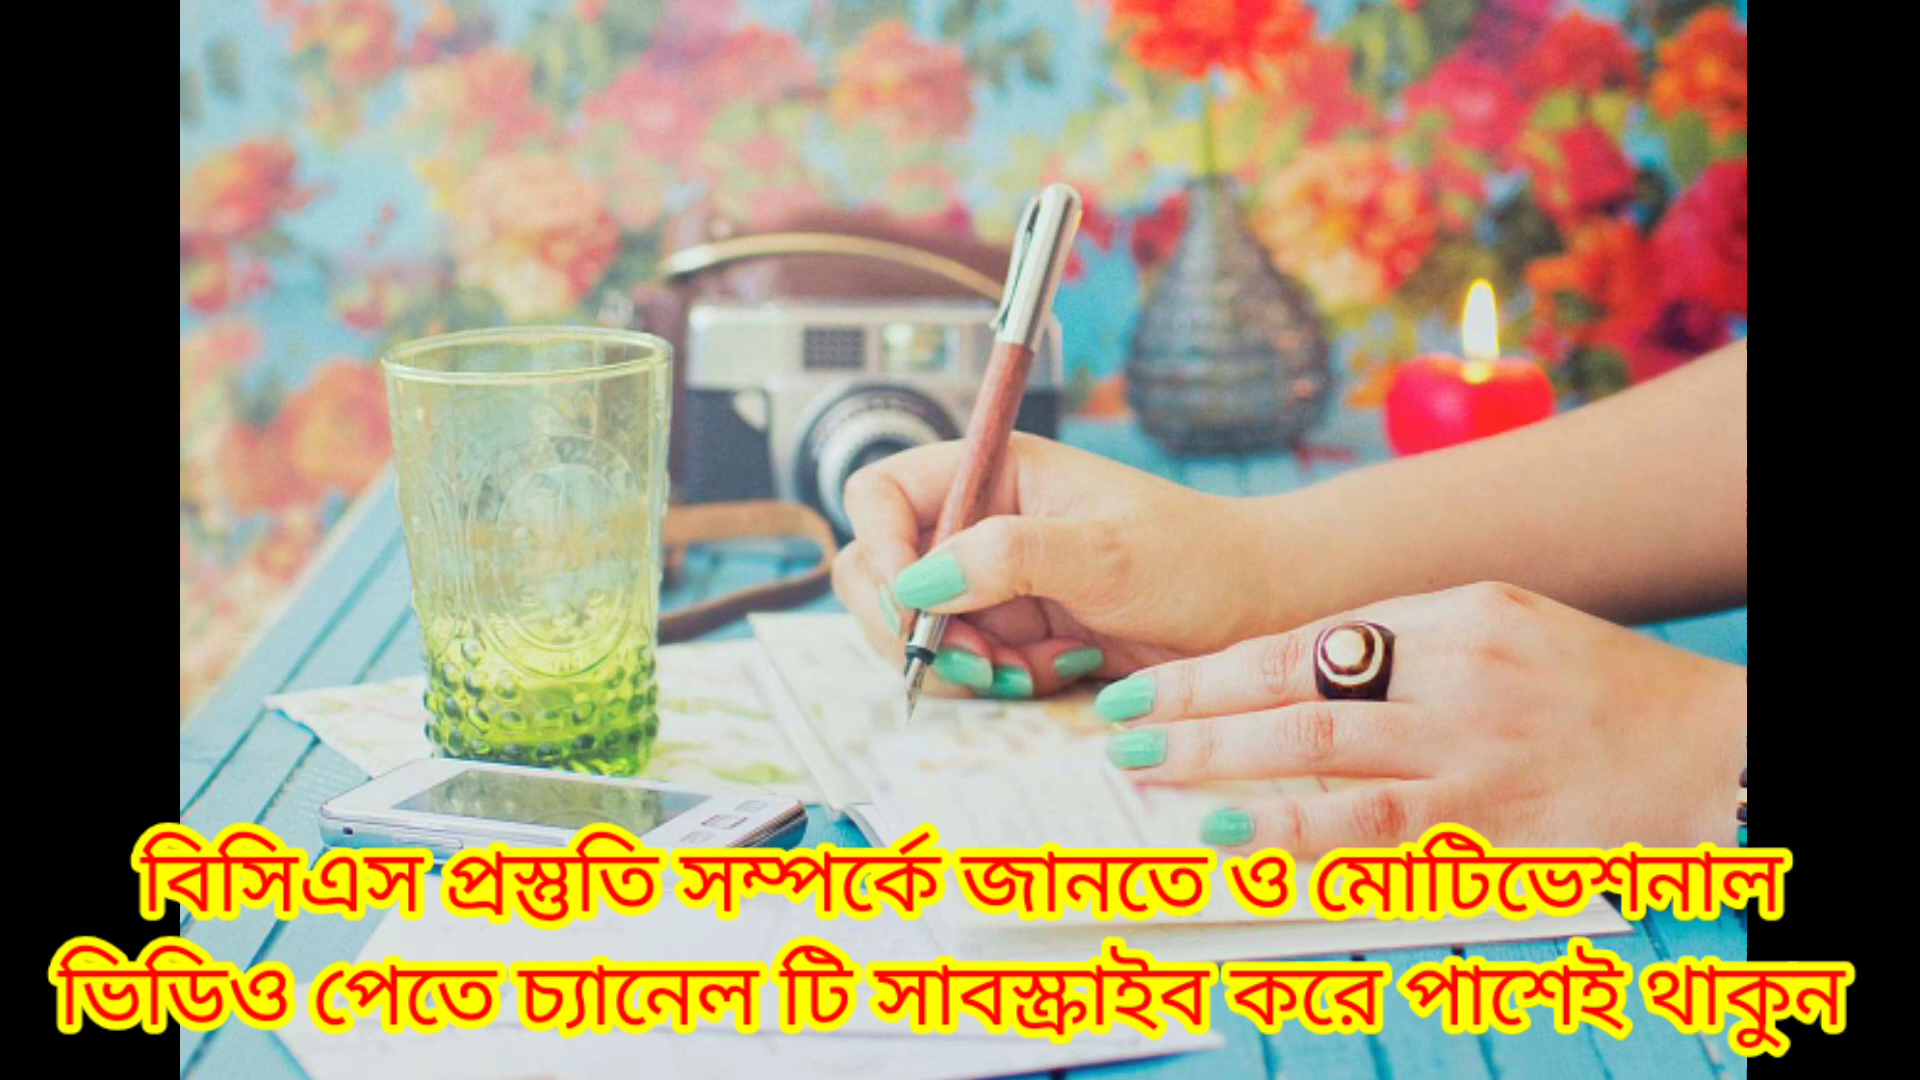 বিসিএস প্রস্তুতি সম্পর্কে জানতে ও মোটিভেশনাল
ভিডিও পেতে চ্যানেল টি সাবস্ক্রাইব করে পাশেই থাকুন